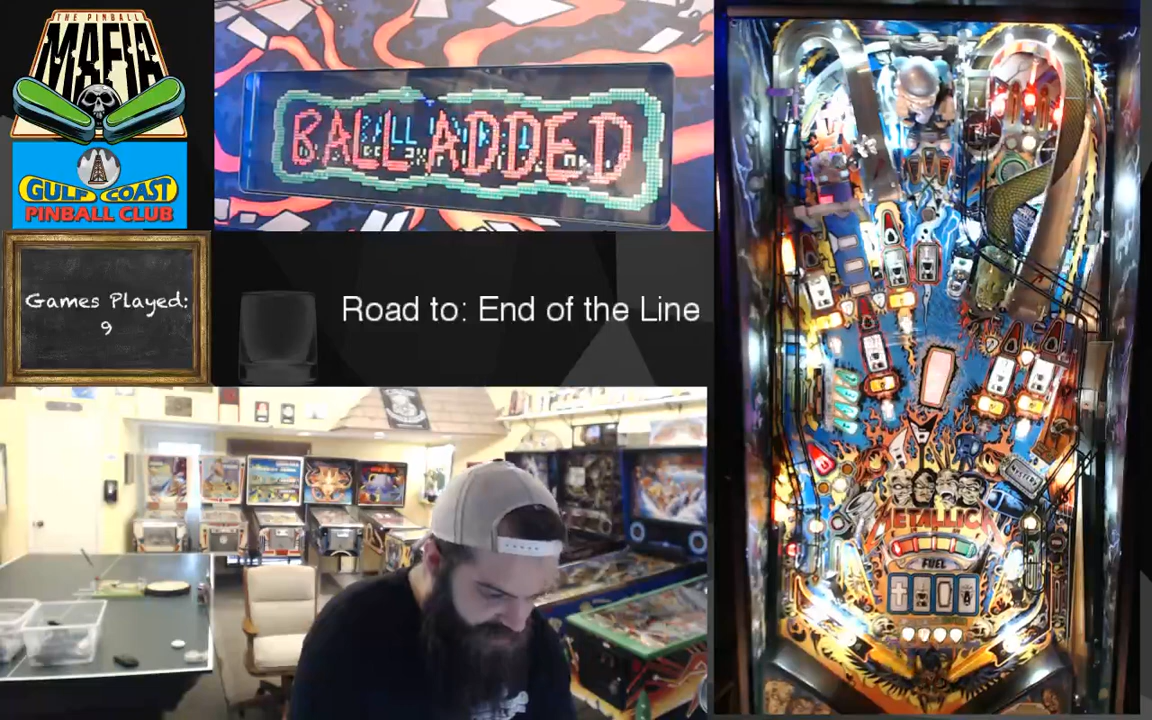 THE PINBALL
MAFIA
GULF COAST
PINBALL CLUB
BALL ADDED
Games Played:
9
Road to: End of the Line
METALLICA
FUEL